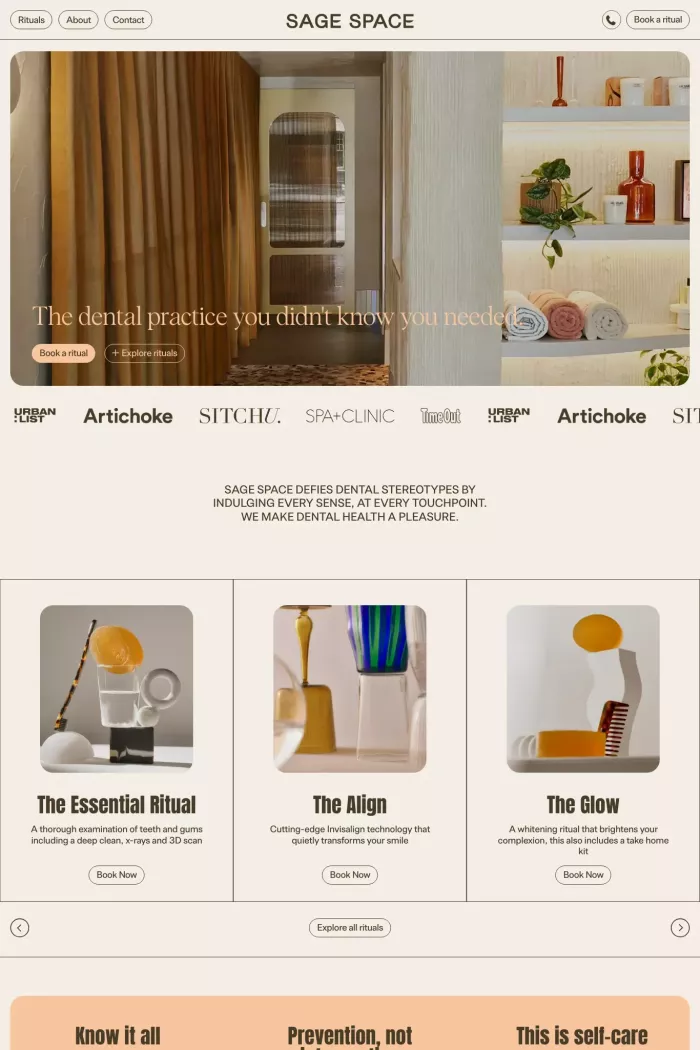 Rituals
About
Contact
SAGE SPACE
Book a ritual
The dental practice you didn't know you needed.
Book a ritual
+ Explore rituals
URBAN
:LIST
Artichoke
SITCHU.
SPA+CLINIC
TimeOut
URBAN
:LIST
Artichoke
SIT
SAGE SPACE DEFIES DENTAL STEREOTYPES BY
INDULGING EVERY SENSE, AT EVERY TOUCHPOINT.
WE MAKE DENTAL HEALTH A PLEASURE.
The Essential Ritual
A thorough examination of teeth and gums
including a deep clean, x-rays and 3D scan
Book Now
The Align
Cutting-edge Invisalign technology that
quietly transforms your smile
Book Now
The Glow
A whitening ritual that brightens your
complexion, this also includes a take home
kit
Book Now
Explore all rituals
Know it all
Prevention, not
This is self-care